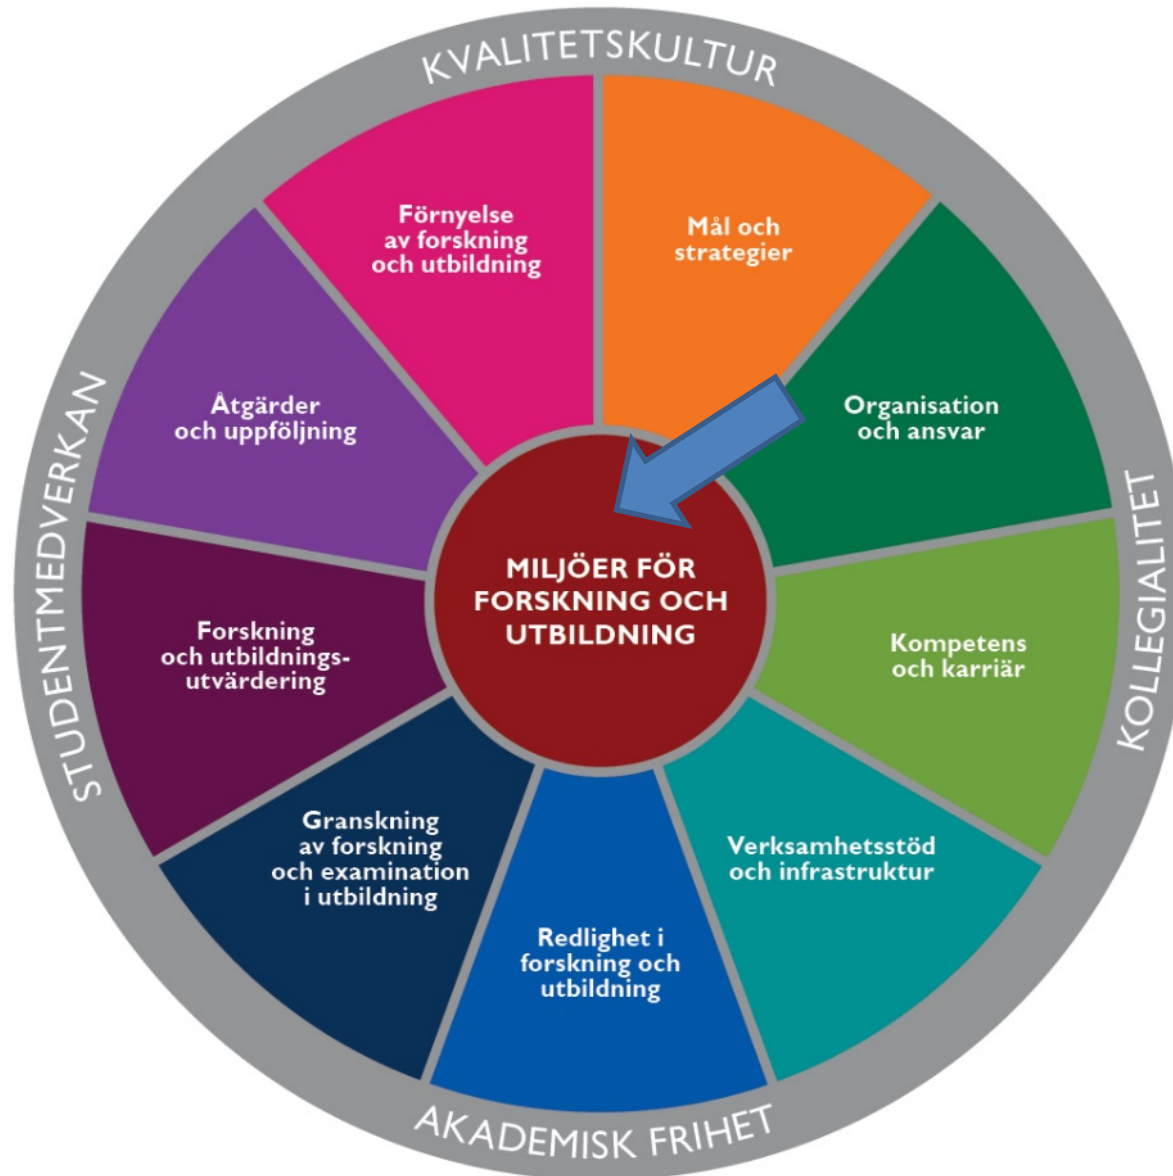 KVALITETSKULTUR
Förnyelse
av forskning
och utbildning
Mål och
strategier
Åtgärder
och uppföljning
Organisation
och ansvar
STUDENTMEDVERKAN
KOLLEGIALITET
MILJÖER FÖR
FORSKNING OCH
UTBILDNING
Forskning
och utbildnings-
utvärdering
Kompetens
och karriär
Granskning
av forskning
och examination
i utbildning
Verksamhetsstöd
och infrastruktur
Redlighet i
forskning och
utbildning
AKADEMISK FRIHET